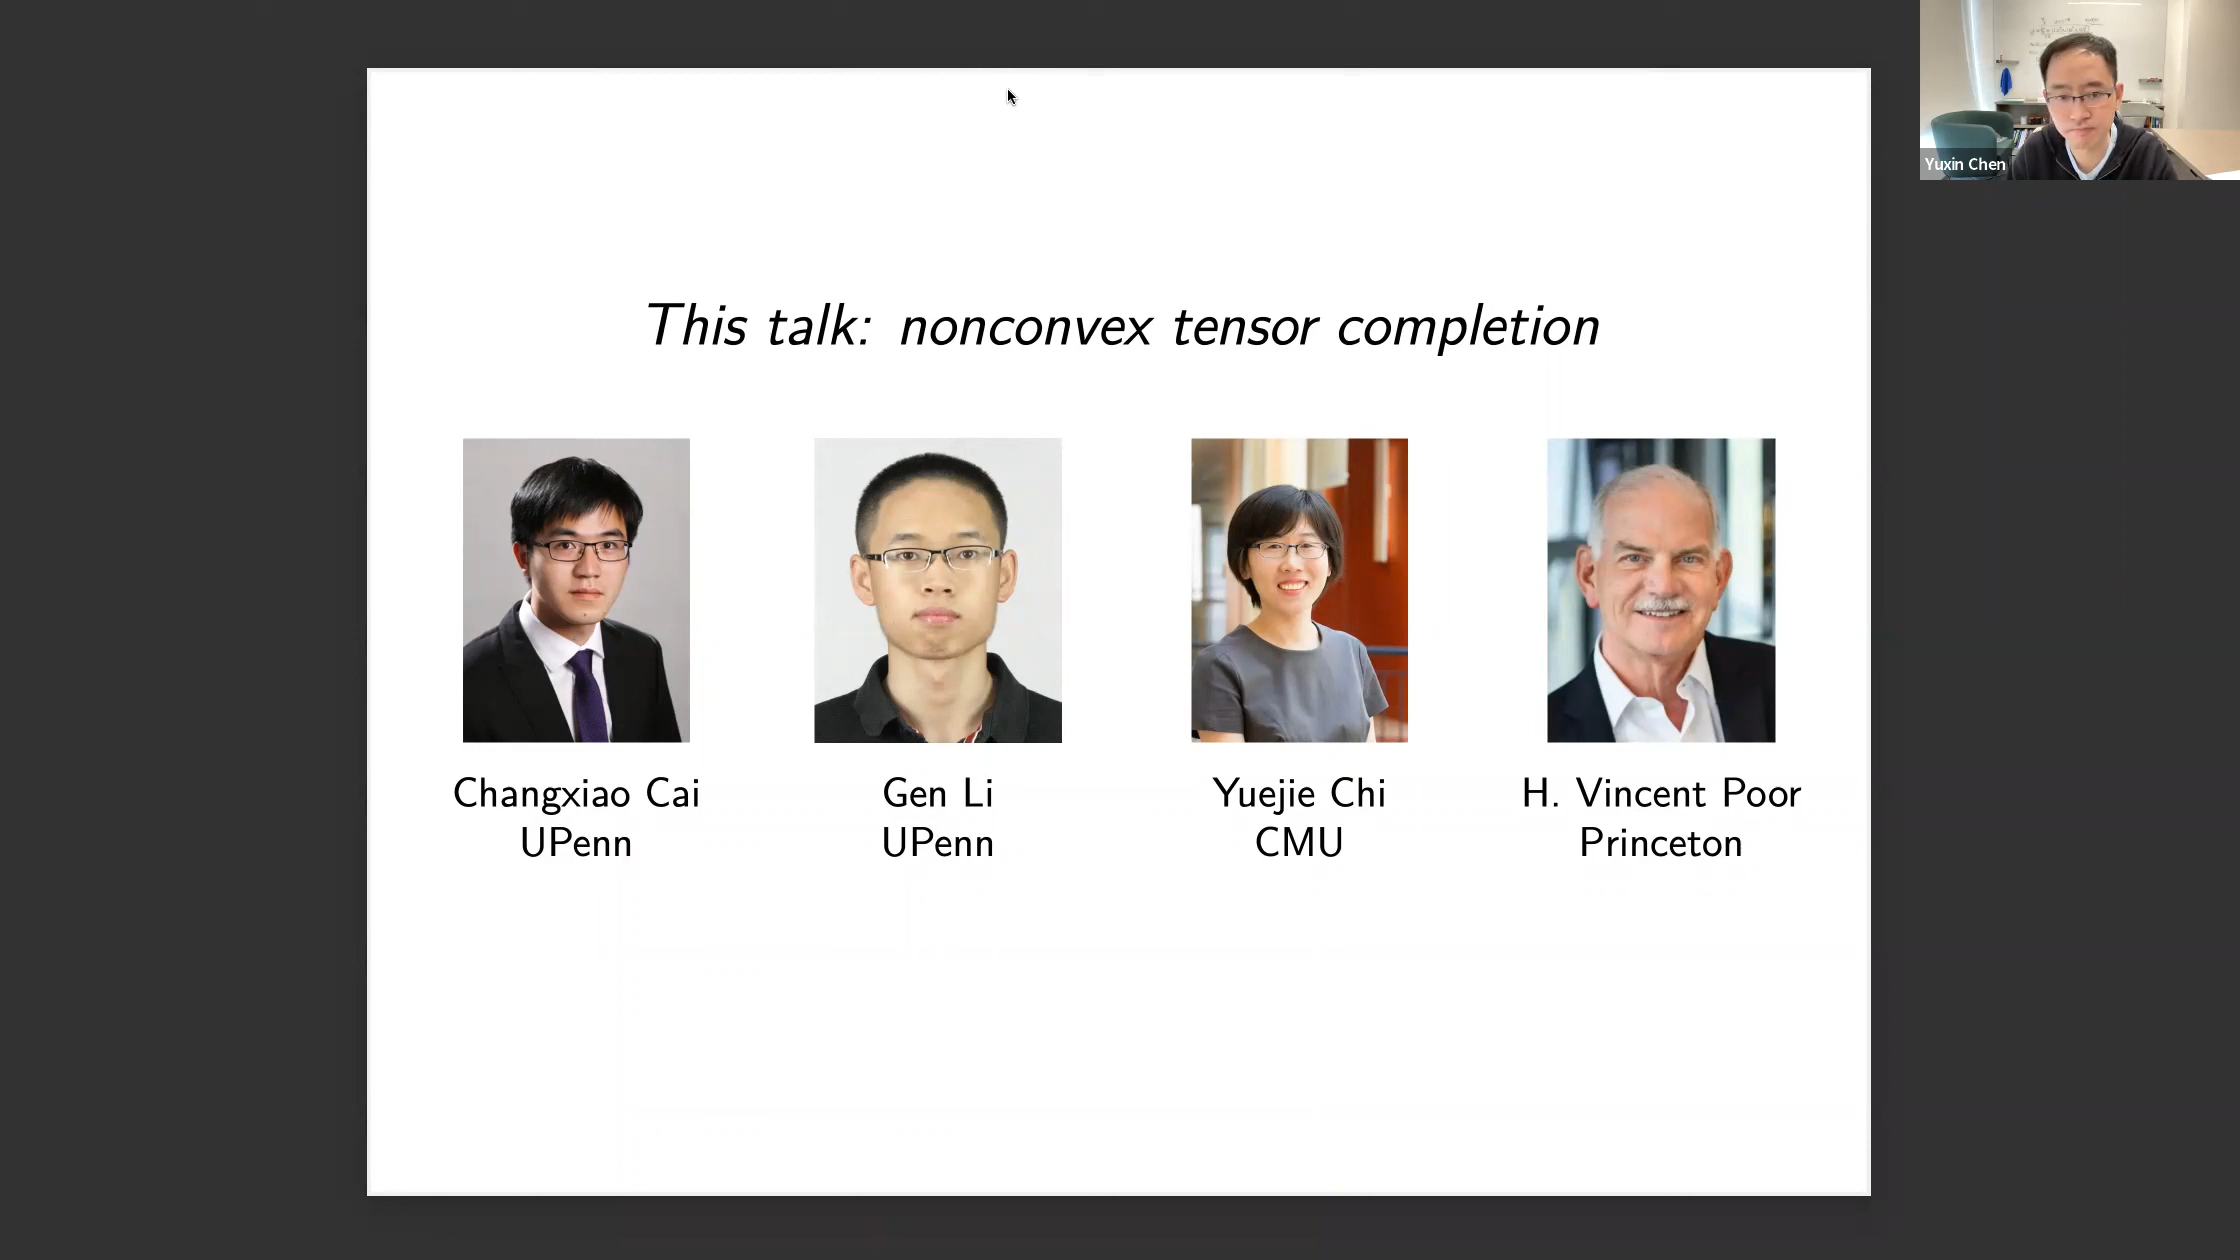 This talk: nonconvex tensor completion
Changxiao Cai
UPenn
Gen Li
UPenn
Yuejie Chi
CMU
H. Vincent Poor
Princeton
Yuxin Chen